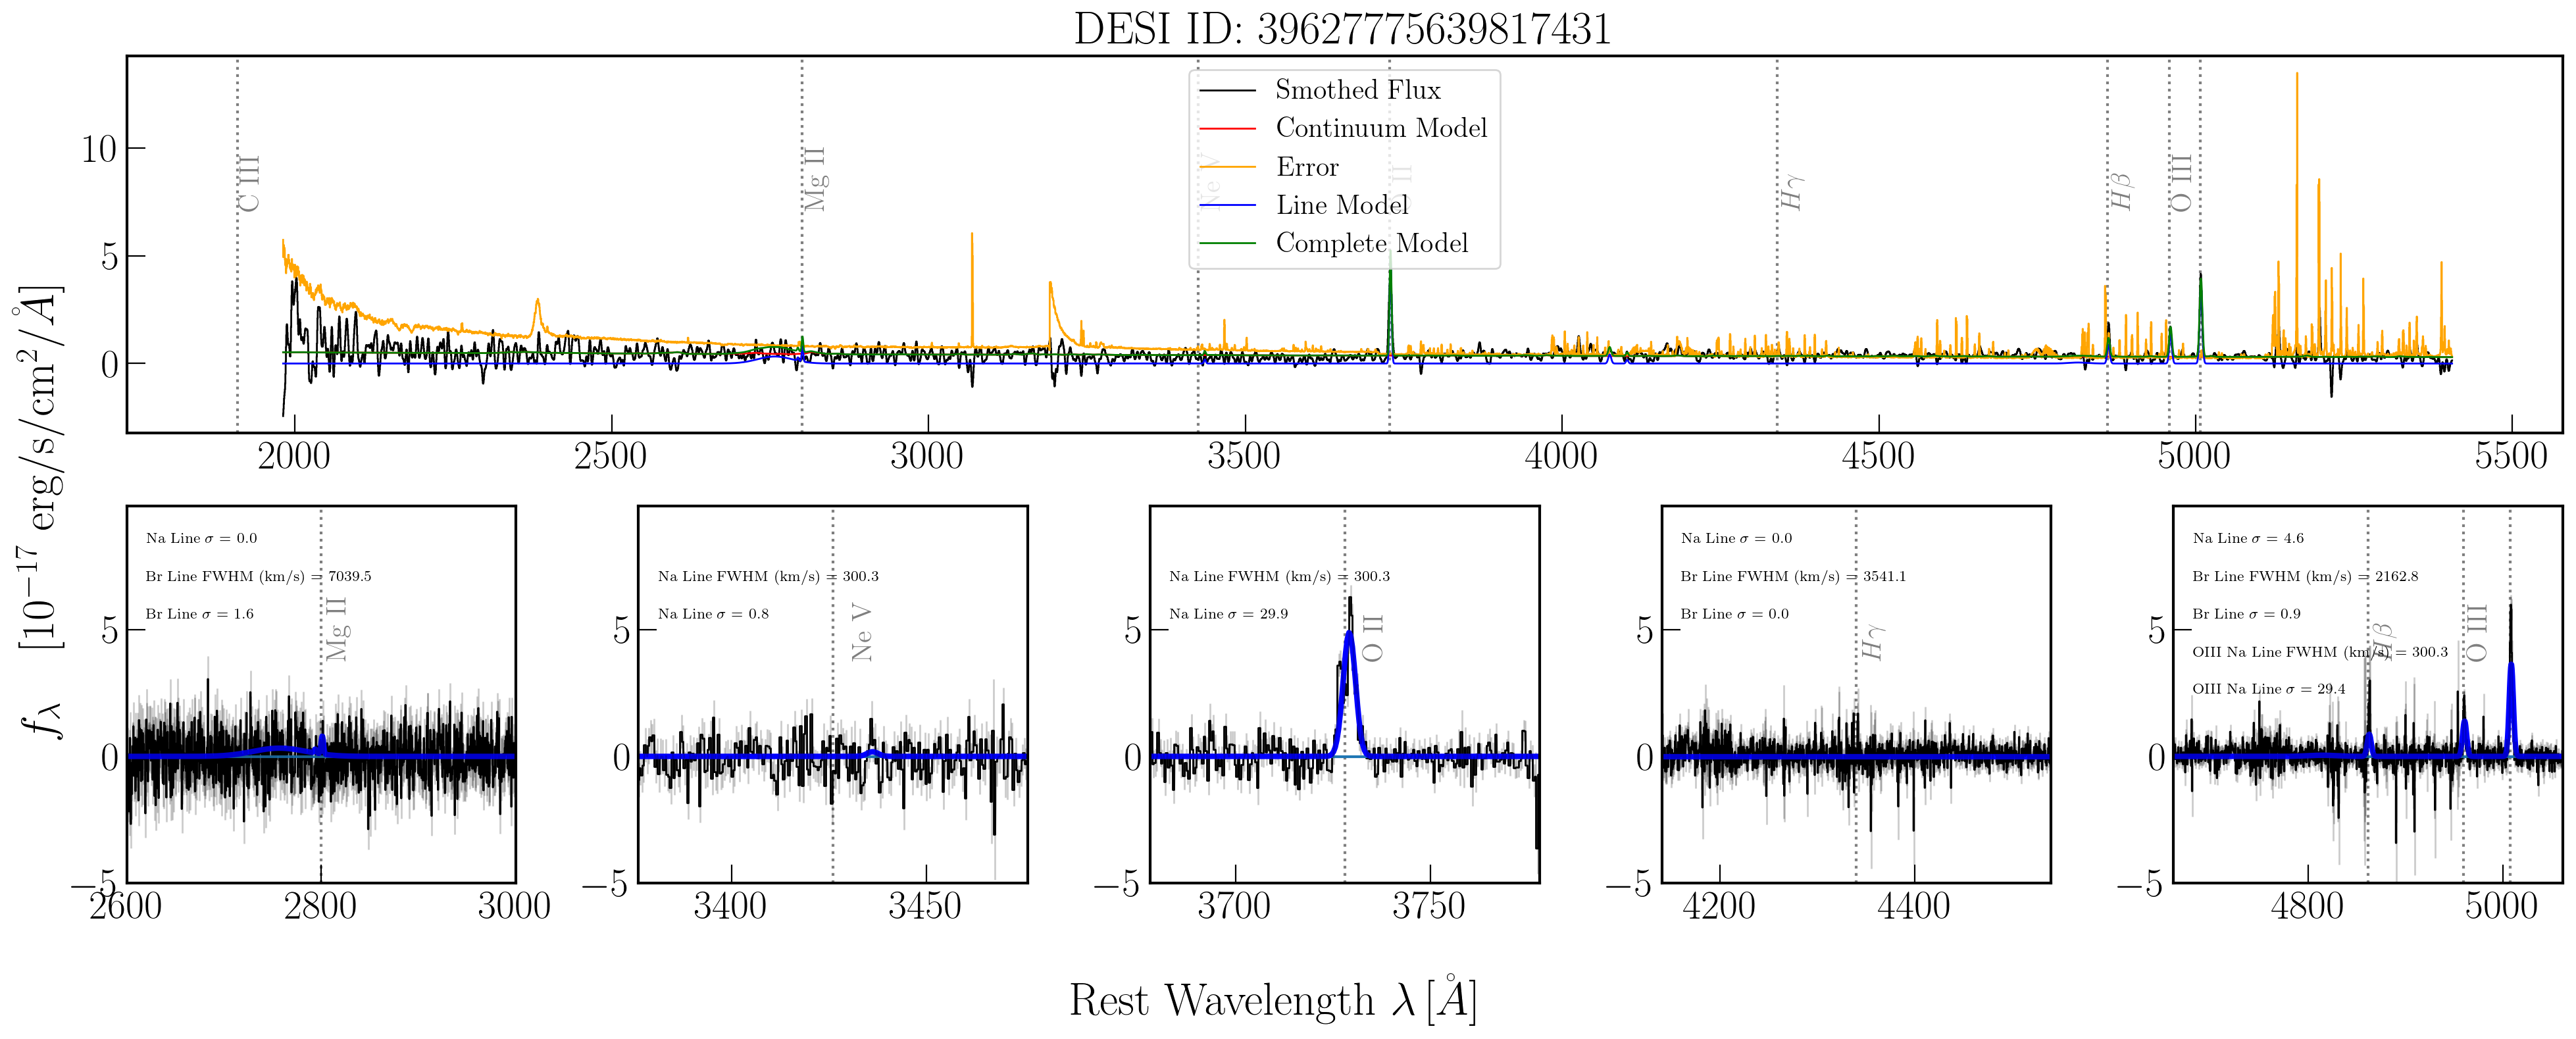 DESI ID: 39627775639817431
Smothed Flux
Continuum Model
Error
Line Model
Complete Model
C III
Mg II
Ne V
O II
Hγ
Hβ
O III
10
5
0
2000 2500 3000 3500 4000 4500 5000 5500
fλ [10−17 erg/s/cm2/Å]
Na Line σ = 0.0
Br Line FWHM (km/s) = 7039.5
Br Line σ = 1.6
Mg II
5
0
−5
2600 2800 3000
Na Line FWHM (km/s) = 300.3
Na Line σ = 0.8
Ne V
5
0
−5
3400 3450
Na Line FWHM (km/s) = 300.3
Na Line σ = 29.9
O II
5
0
−5
3700 3750
Na Line σ = 0.0
Br Line FWHM (km/s) = 3541.1
Br Line σ = 0.0
Hγ
5
0
−5
4200 4400
Na Line σ = 4.6
Br Line FWHM (km/s) = 2162.8
Br Line σ = 0.9
OIII Na Line FWHM (km/s) = 300.3
OIII Na Line σ = 29.4
Hβ
O III
5
0
−5
4800 5000
Rest Wavelength λ [Å]